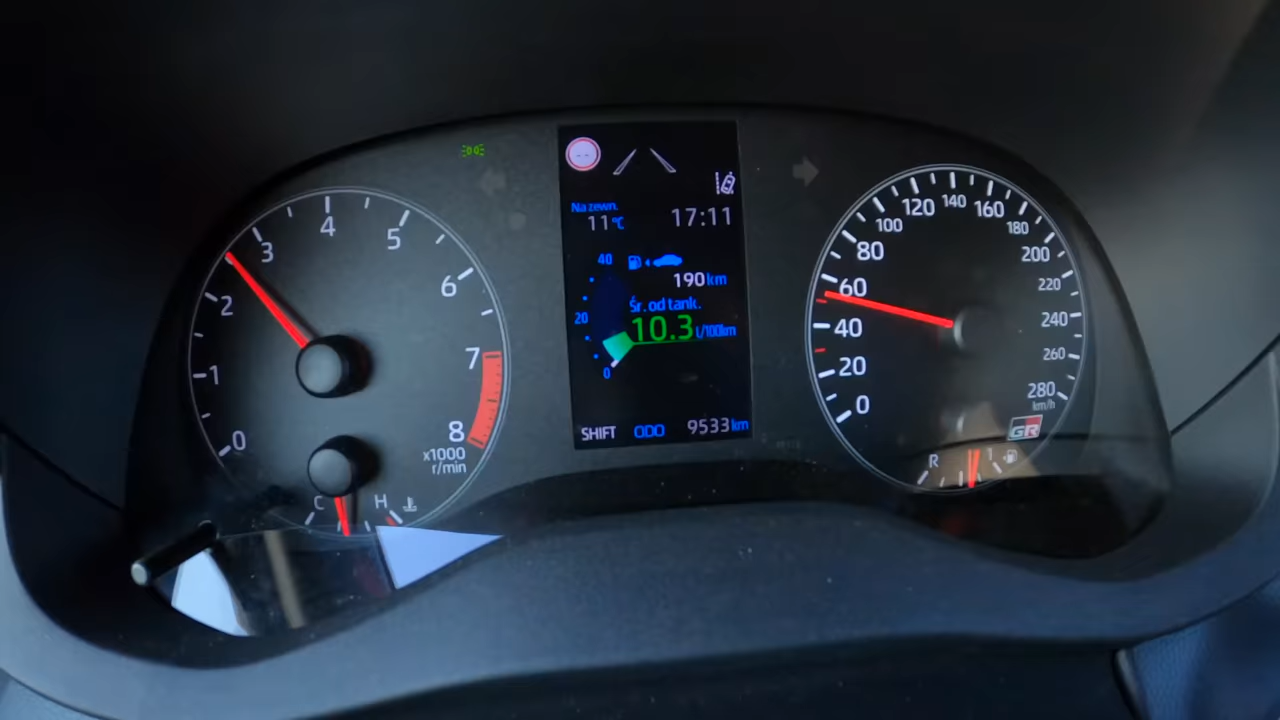 -- 
Na zewn.
11°C 17:11
40
190 km
Śr. od tank.
20
10.3 l/100km
0
SHIFT ODO 9533 km
0
1
2
3
4
5
6
7
8
x1000
r/min
C H
0
20
40
60
80
100
120
140
160
180
200
220
240
260
280
km/h
GR
R 1